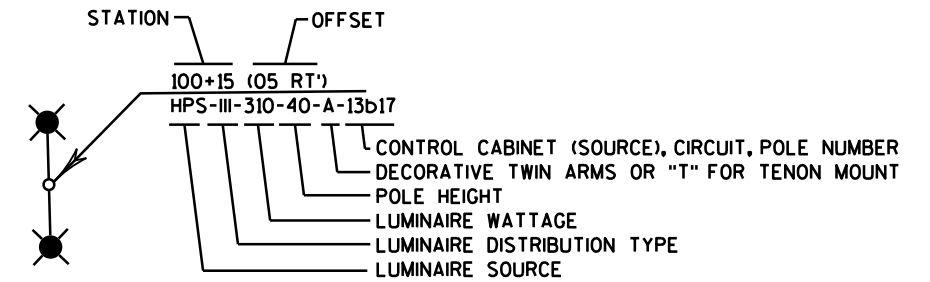 STATION
OFFSET
100+15 (05 RT')
HPS-III-310-40-A-13b17
CONTROL CABINET (SOURCE), CIRCUIT, POLE NUMBER
DECORATIVE TWIN ARMS OR "T" FOR TENON MOUNT
POLE HEIGHT
LUMINAIRE WATTAGE
LUMINAIRE DISTRIBUTION TYPE
LUMINAIRE SOURCE